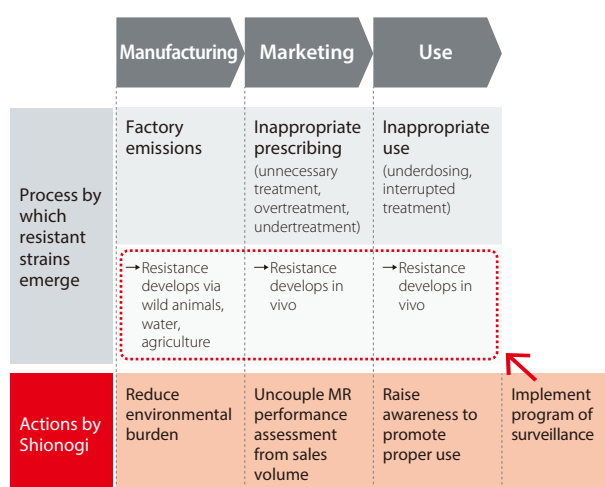 Manufacturing
Marketing
Use
Process by
which
resistant
strains
emerge
Factory
emissions
Inappropriate
prescribing
(unnecessary
treatment,
overtreatment,
undertreatment)
Inappropriate
use
(underdosing,
interrupted
treatment)
→Resistance
develops via
wild animals,
water,
agriculture
→Resistance
develops in
vivo
→Resistance
develops in
vivo
Actions by
Shionogi
Reduce
environmental
burden
Uncouple MR
performance
assessment
from sales
volume
Raise
awareness to
promote
proper use
Implement
program of
surveillance